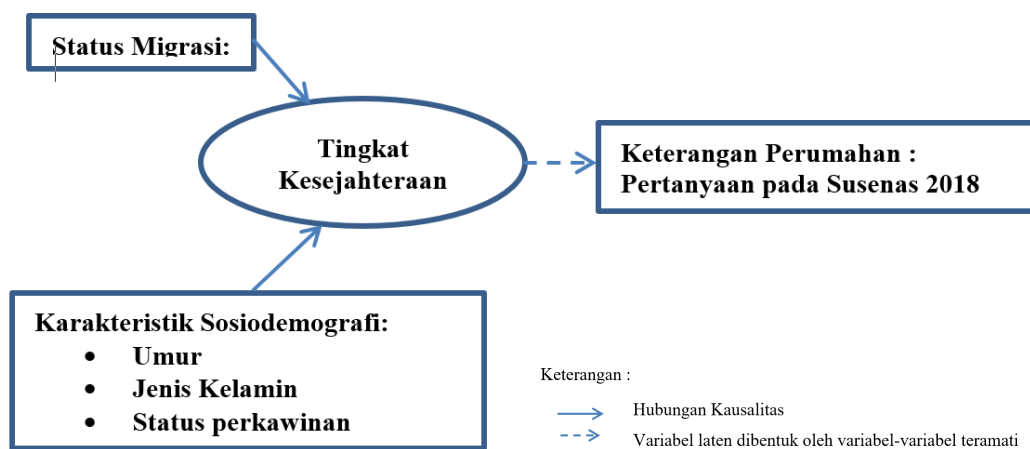 Status Migrasi:
Tingkat
Kesejahteraan
Keterangan Perumahan :
Pertanyaan pada Susenas 2018
Karakteristik Sosiodemografi:
• Umur
• Jenis Kelamin
• Status perkawinan
Keterangan :
Hubungan Kausalitas
Variabel laten dibentuk oleh variabel-variabel teramati